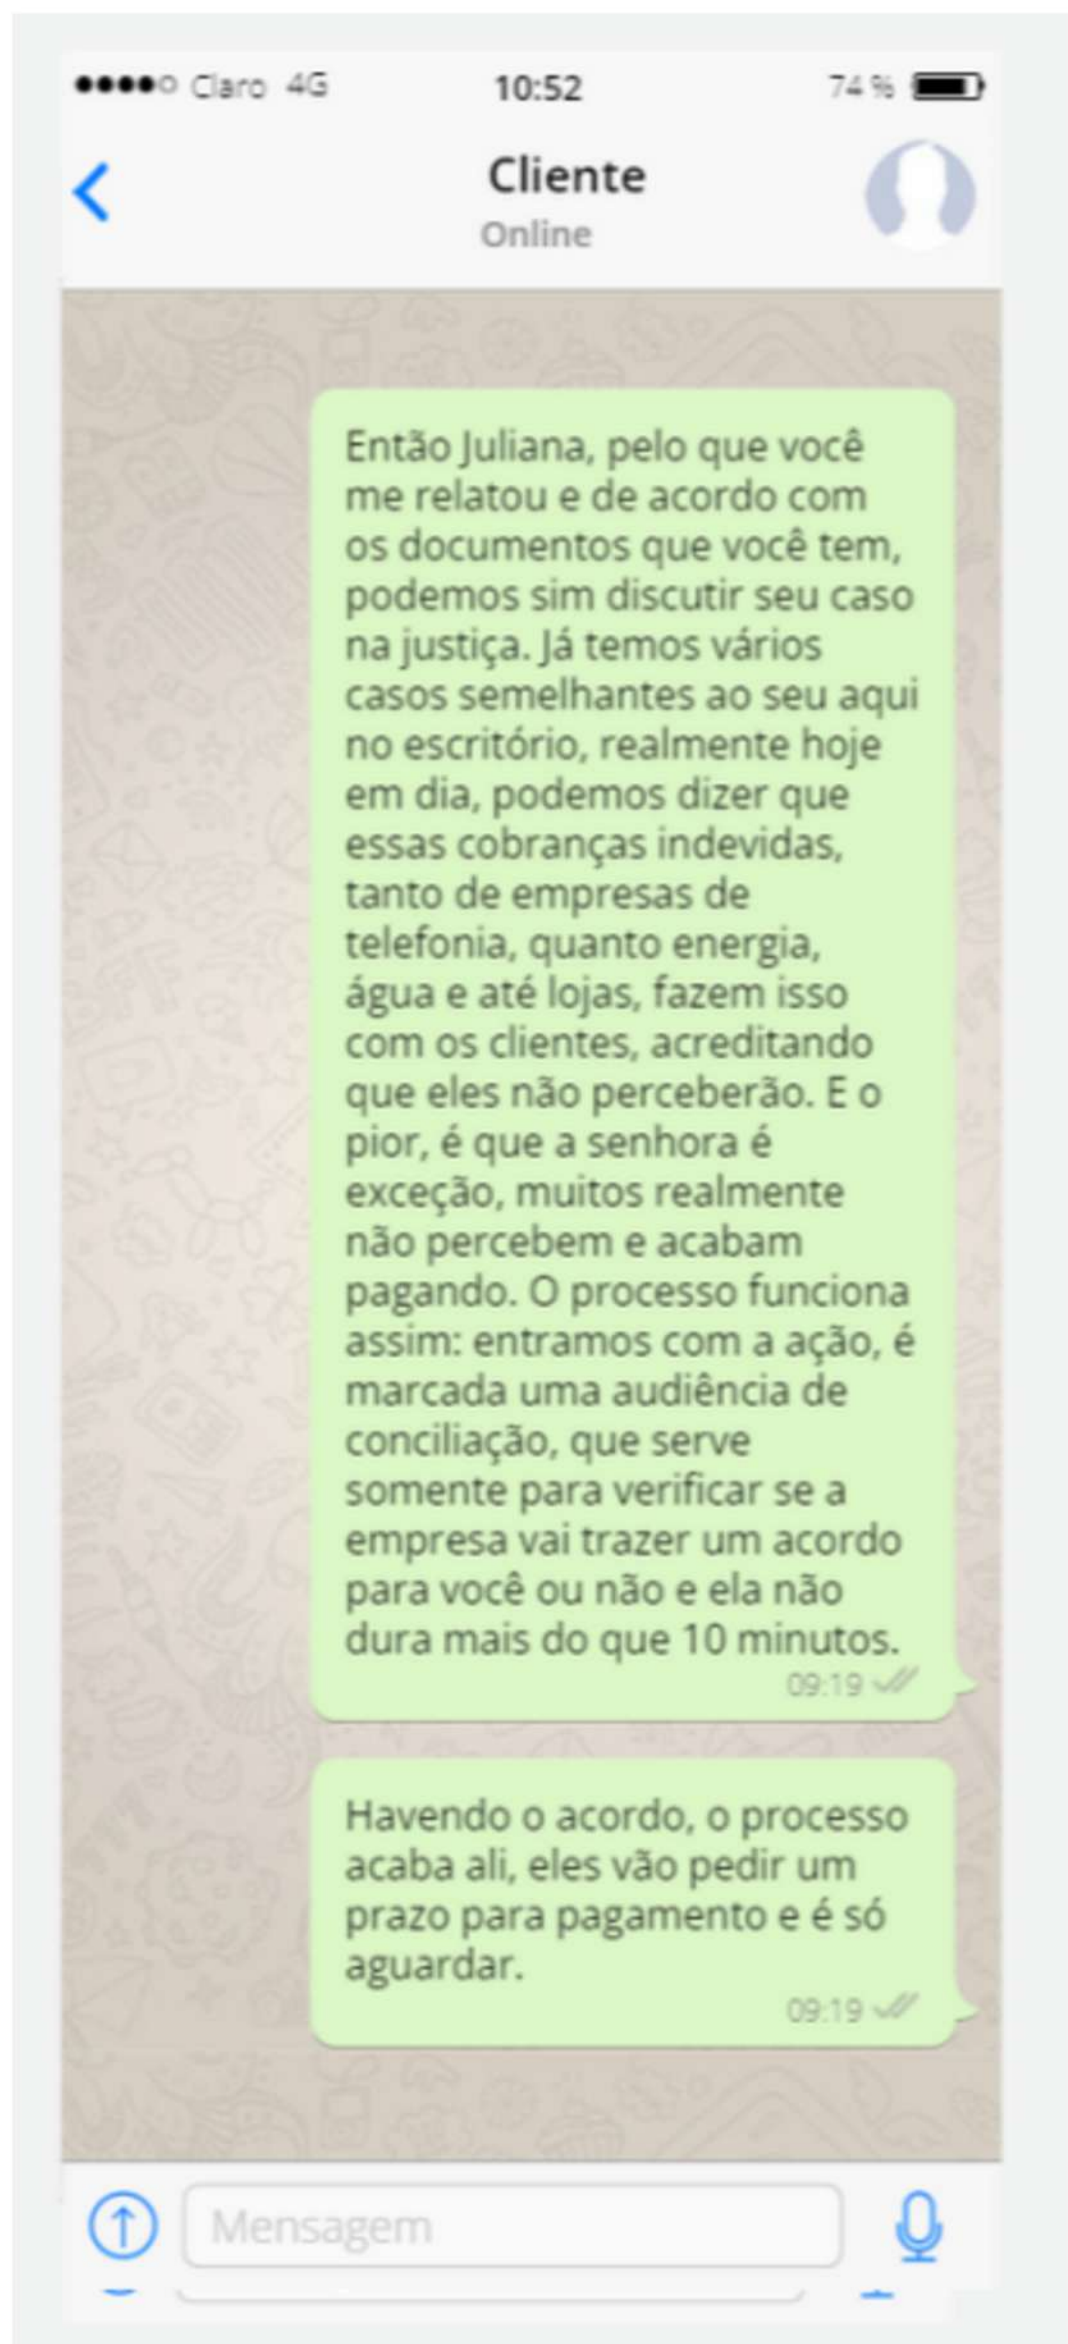 Claro 4G 10:52 74 %
Cliente
Online
Então Juliana, pelo que você
me relatou e de acordo com
os documentos que você tem,
podemos sim discutir seu caso
na justiça. Já temos vários
casos semelhantes ao seu aqui
no escritório, realmente hoje
em dia, podemos dizer que
essas cobranças indevidas,
tanto de empresas de
telefonia, quanto energia,
água e até lojas, fazem isso
com os clientes, acreditando
que eles não perceberão. E o
pior, é que a senhora é
exceção, muitos realmente
não percebem e acabam
pagando. O processo funciona
assim: entramos com a ação, é
marcada uma audiência de
conciliação, que serve
somente para verificar se a
empresa vai trazer um acordo
para você ou não e ela não
dura mais do que 10 minutos.
09:19
Havendo o acordo, o processo
acaba ali, eles vão pedir um
prazo para pagamento e é só
aguardar.
09:19
Mensagem